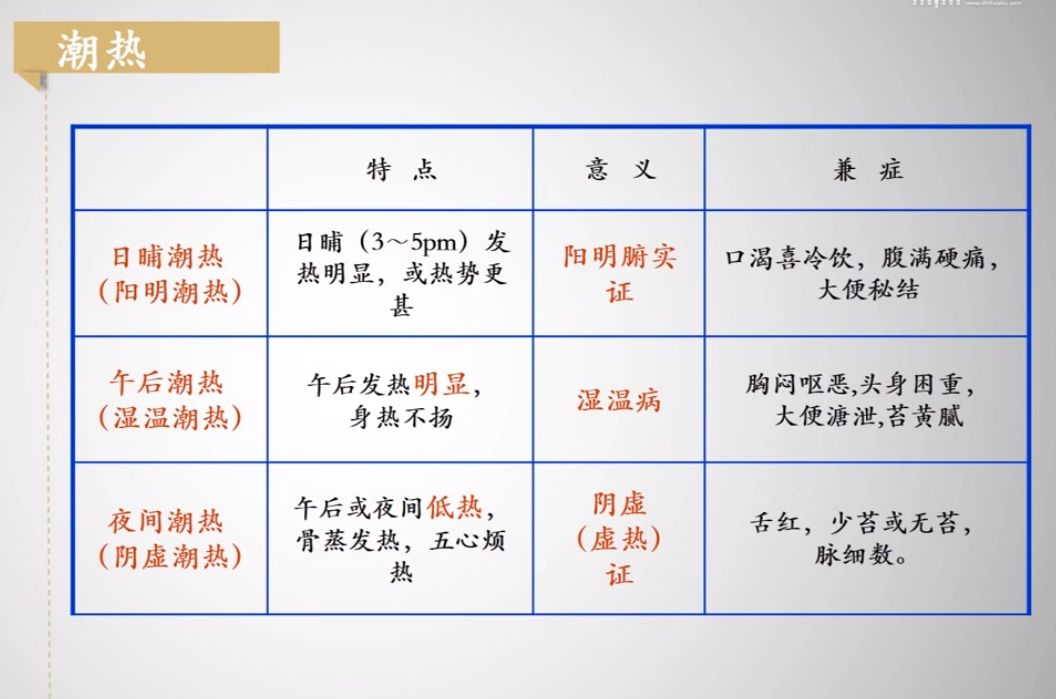 潮热
特 点
意 义
兼 症
日晡潮热
（阳明潮热）
日晡（3～5pm）发
热明显，或热势更
甚
阳明腑实
证
口渴喜冷饮，腹满硬痛，
大便秘结
午后潮热
（湿温潮热）
午后发热明显，
身热不扬
湿温病
胸闷呕恶,头身困重，
大便溏泄,苔黄腻
夜间潮热
（阴虚潮热）
午后或夜间低热，
骨蒸发热，五心烦
热
阴虚
（虚热）
证
舌红，少苔或无苔，
脉细数。